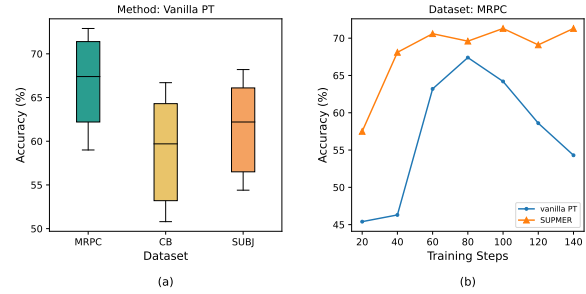 Method: Vanilla PT
Accuracy (%)
70
65
60
55
50
MRPC
CB
SUBJ
Dataset
(a)
Dataset: MRPC
Accuracy (%)
70
65
60
55
50
45
20
40
60
80
100
120
140
Training Steps
vanilla PT
SUPMER
(b)